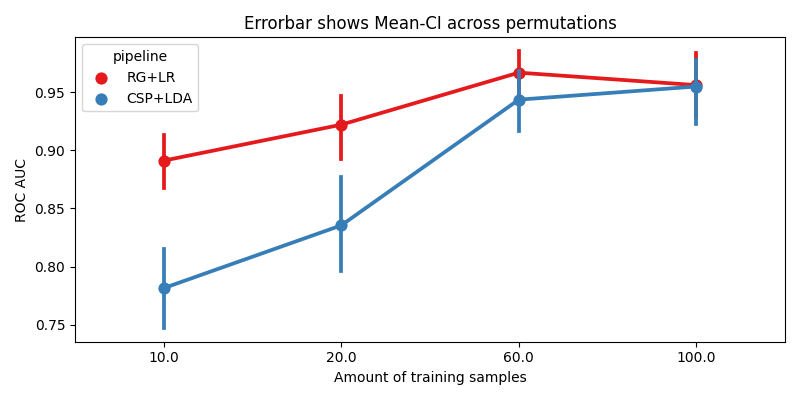 Errorbar shows Mean-CI across permutations
pipeline
RG+LR
CSP+LDA
ROC AUC
0.95
0.90
0.85
0.80
0.75
10.0
20.0
60.0
100.0
Amount of training samples